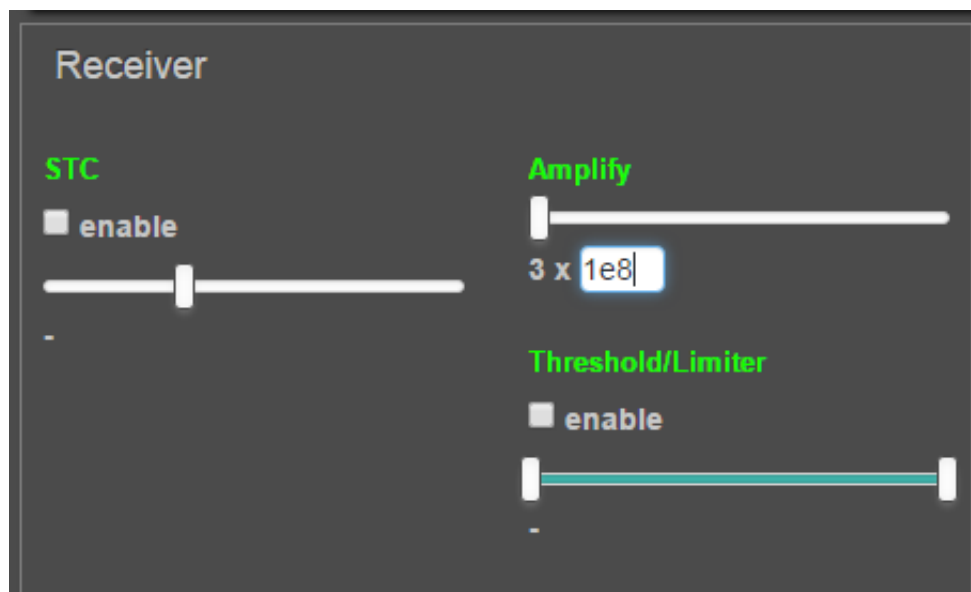 Receiver
STC
enable
-
Amplify
3 x 1e8
Threshold/Limiter
enable
-